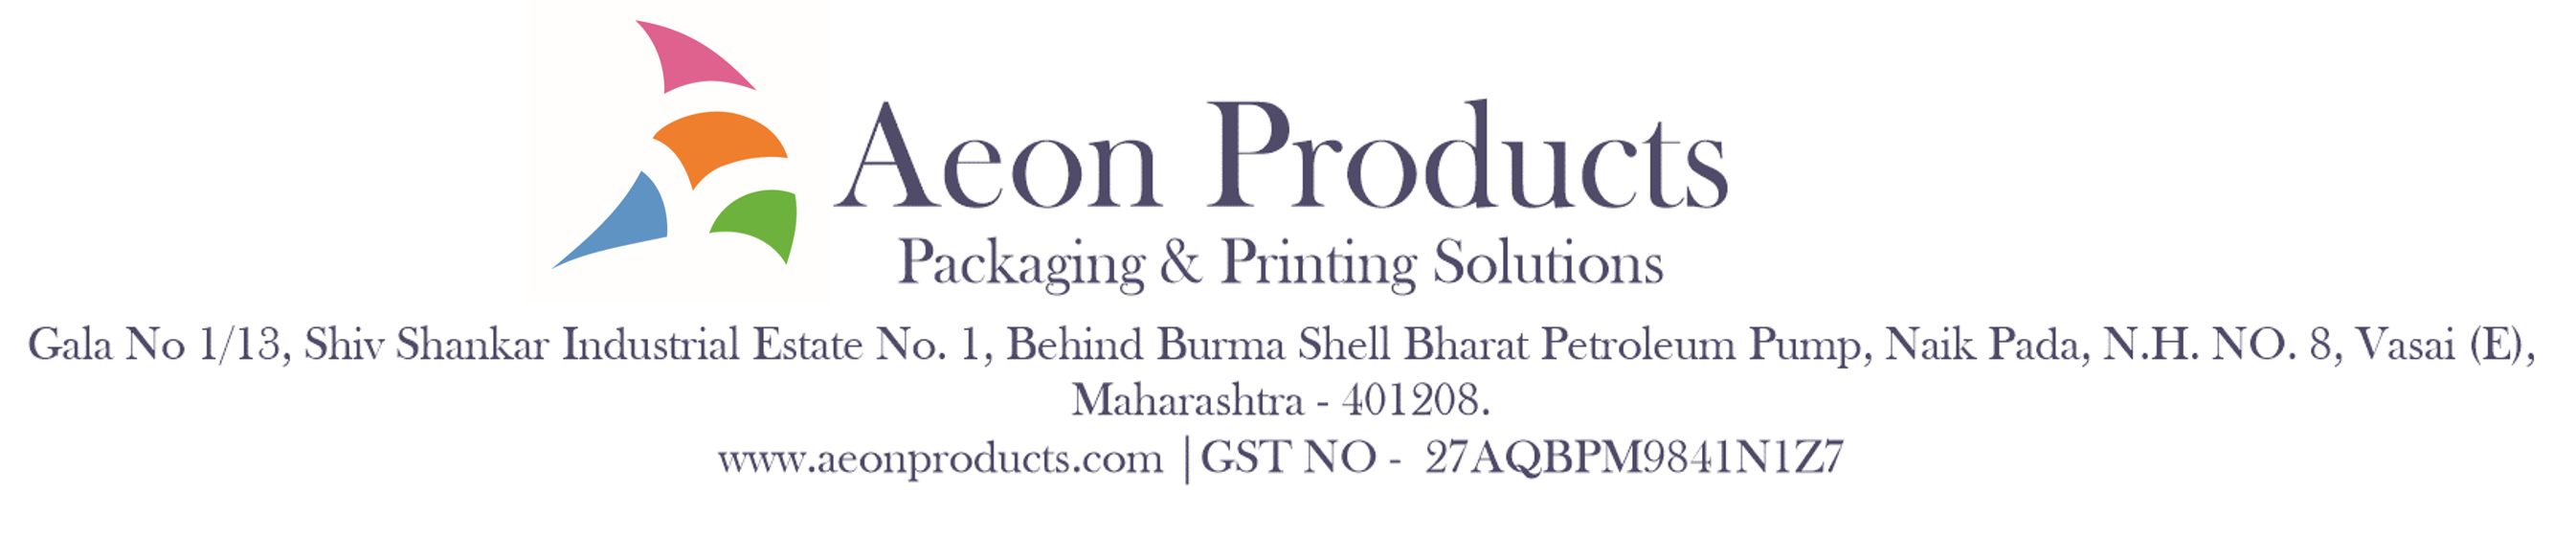 Aeon Products
Packaging & Printing Solutions
Gala No 1/13, Shiv Shankar Industrial Estate No. 1, Behind Burma Shell Bharat Petroleum Pump, Naik Pada, N.H. NO. 8, Vasai (E),
Maharashtra - 401208.
www.aeonproducts.com |GST NO - 27AQBPM9841N1Z7